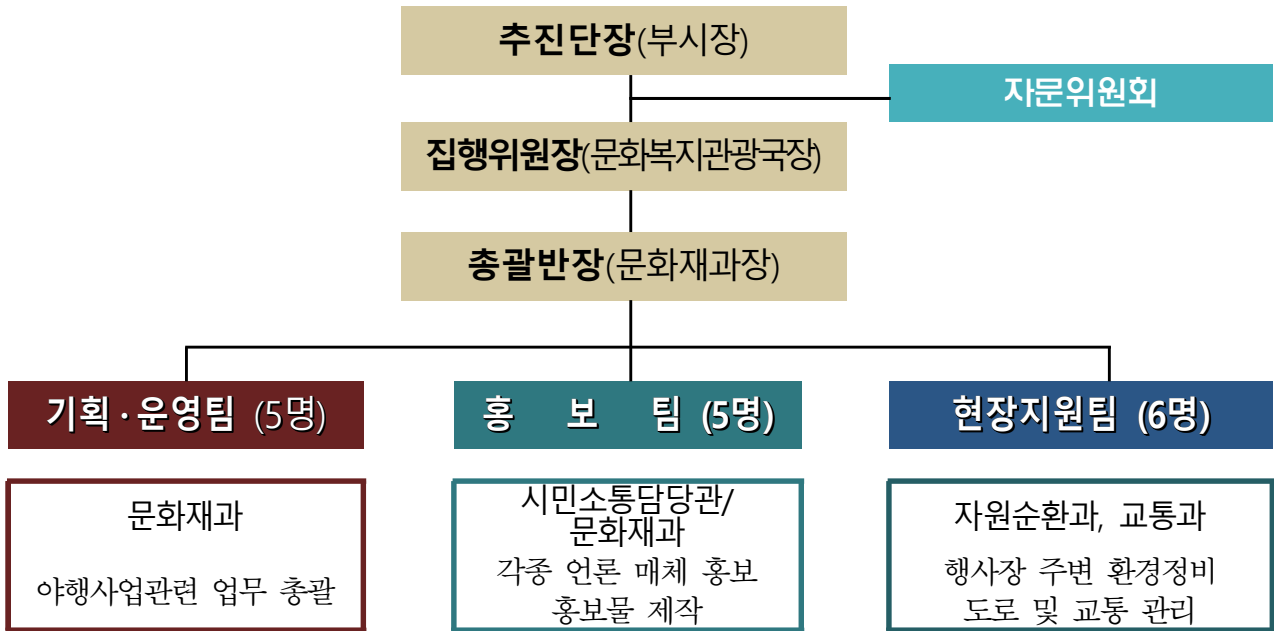 추진단장(부시장)
자문위원회
집행위원장(문화복지관광국장)
총괄반장(문화재과장)
기획·운영팀 (5명)
홍 보 팀 (5명)
현장지원팀 (6명)
문화재과
야행사업관련 업무 총괄
시민소통담당관/
문화재과
각종 언론 매체 홍보
홍보물 제작
자원순환과, 교통과
행사장 주변 환경정비
도로 및 교통 관리